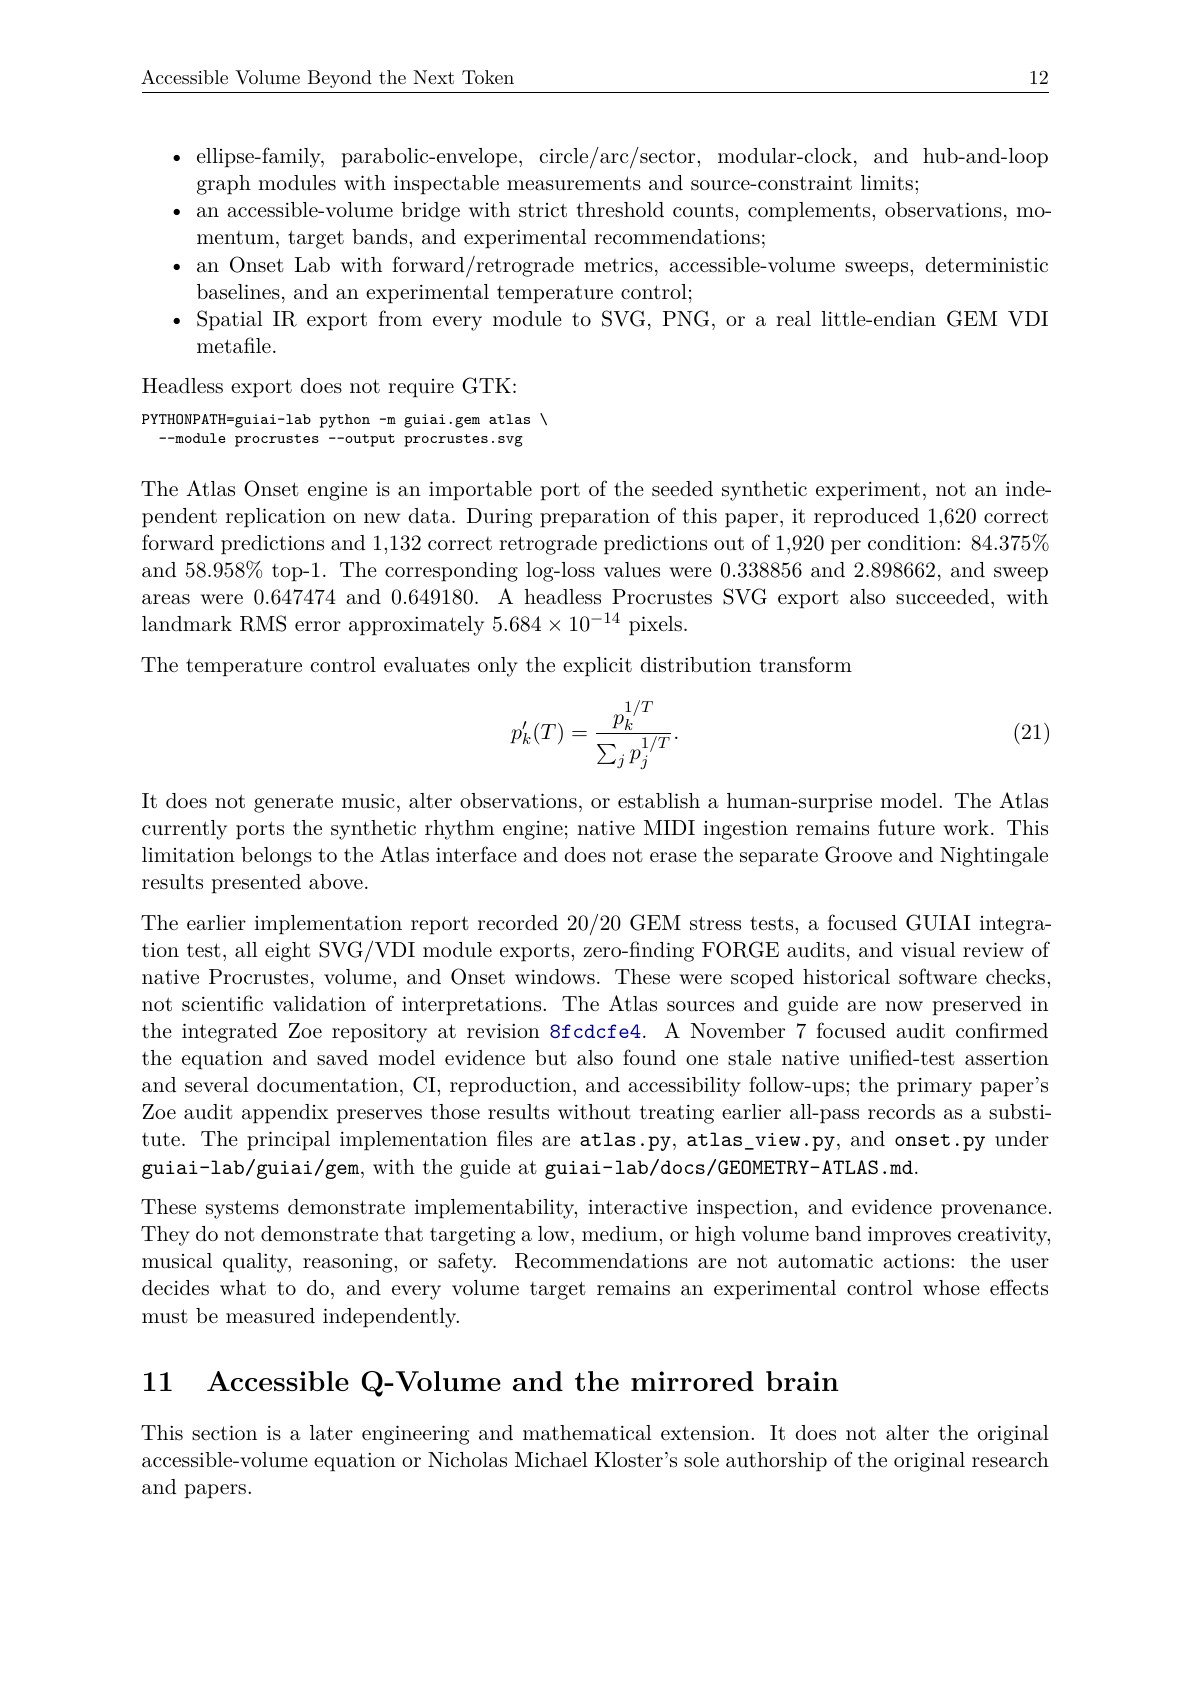 Accessible Volume Beyond the Next Token 12
• ellipse-family, parabolic-envelope, circle/arc/sector, modular-clock, and hub-and-loop
graph modules with inspectable measurements and source-constraint limits;
• an accessible-volume bridge with strict threshold counts, complements, observations, mo-
mentum, target bands, and experimental recommendations;
• an Onset Lab with forward/retrograde metrics, accessible-volume sweeps, deterministic
baselines, and an experimental temperature control;
• Spatial IR export from every module to SVG, PNG, or a real little-endian GEM VDI
metafile.
Headless export does not require GTK:
PYTHONPATH=guiai-lab python -m guiai.gem atlas \
--module procrustes --output procrustes.svg
The Atlas Onset engine is an importable port of the seeded synthetic experiment, not an inde-
pendent replication on new data. During preparation of this paper, it reproduced 1,620 correct
forward predictions and 1,132 correct retrograde predictions out of 1,920 per condition: 84.375%
and 58.958% top-1. The corresponding log-loss values were 0.338856 and 2.898662, and sweep
areas were 0.647474 and 0.649180. A headless Procrustes SVG export also succeeded, with
landmark RMS error approximately 5.684 × 10⁻¹⁴ pixels.
The temperature control evaluates only the explicit distribution transform
p′_k(T) = p_k^{1/T} / ∑_j p_j^{1/T}. (21)
It does not generate music, alter observations, or establish a human-surprise model. The Atlas
currently ports the synthetic rhythm engine; native MIDI ingestion remains future work. This
limitation belongs to the Atlas interface and does not erase the separate Groove and Nightingale
results presented above.
The earlier implementation report recorded 20/20 GEM stress tests, a focused GUIAI integra-
tion test, all eight SVG/VDI module exports, zero-finding FORGE audits, and visual review of
native Procrustes, volume, and Onset windows. These were scoped historical software checks,
not scientific validation of interpretations. The Atlas sources and guide are now preserved in
the integrated Zoe repository at revision 8fcdcfe4. A November 7 focused audit confirmed
the equation and saved model evidence but also found one stale native unified-test assertion
and several documentation, CI, reproduction, and accessibility follow-ups; the primary paper's
Zoe audit appendix preserves those results without treating earlier all-pass records as a substi-
tute. The principal implementation files are atlas.py, atlas_view.py, and onset.py under
guiai-lab/guiai/gem, with the guide at guiai-lab/docs/GEOMETRY-ATLAS.md.
These systems demonstrate implementability, interactive inspection, and evidence provenance.
They do not demonstrate that targeting a low, medium, or high volume band improves creativity,
musical quality, reasoning, or safety. Recommendations are not automatic actions: the user
decides what to do, and every volume target remains an experimental control whose effects
must be measured independently.
11 Accessible Q-Volume and the mirrored brain
This section is a later engineering and mathematical extension. It does not alter the original
accessible-volume equation or Nicholas Michael Kloster's sole authorship of the original research
and papers.